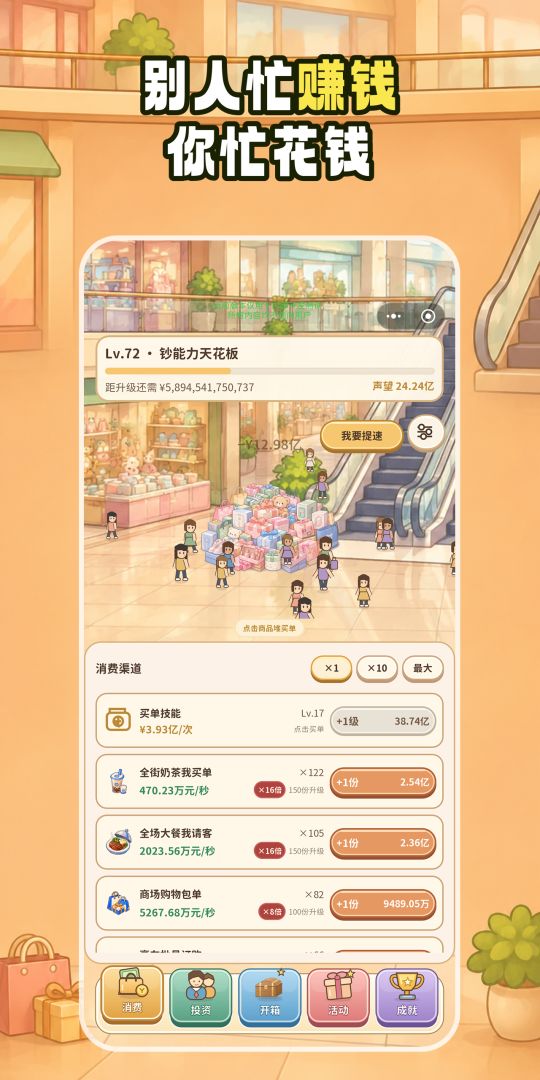 别人忙赚钱
你忙花钱
Lv.72 • 钞能力天花板
距升级还需 ¥5,894,541,750,737
声望 24.24亿
-¥12.98亿
我要提速
点击商品堆买单
消费渠道
×1
×10
最大
买单技能
¥3.93亿/次
Lv.17
点击买单
+1级
38.74亿
全街奶茶我买单
470.23万元/秒
×122
×16倍
150份升级
+1份
2.54亿
全场大餐我请客
2023.56万元/秒
×105
×16倍
150份升级
+1份
2.36亿
商场购物包单
5267.68万元/秒
×82
×8倍
100份升级
+1份
9489.05万
消费
投资
开箱
活动
成就